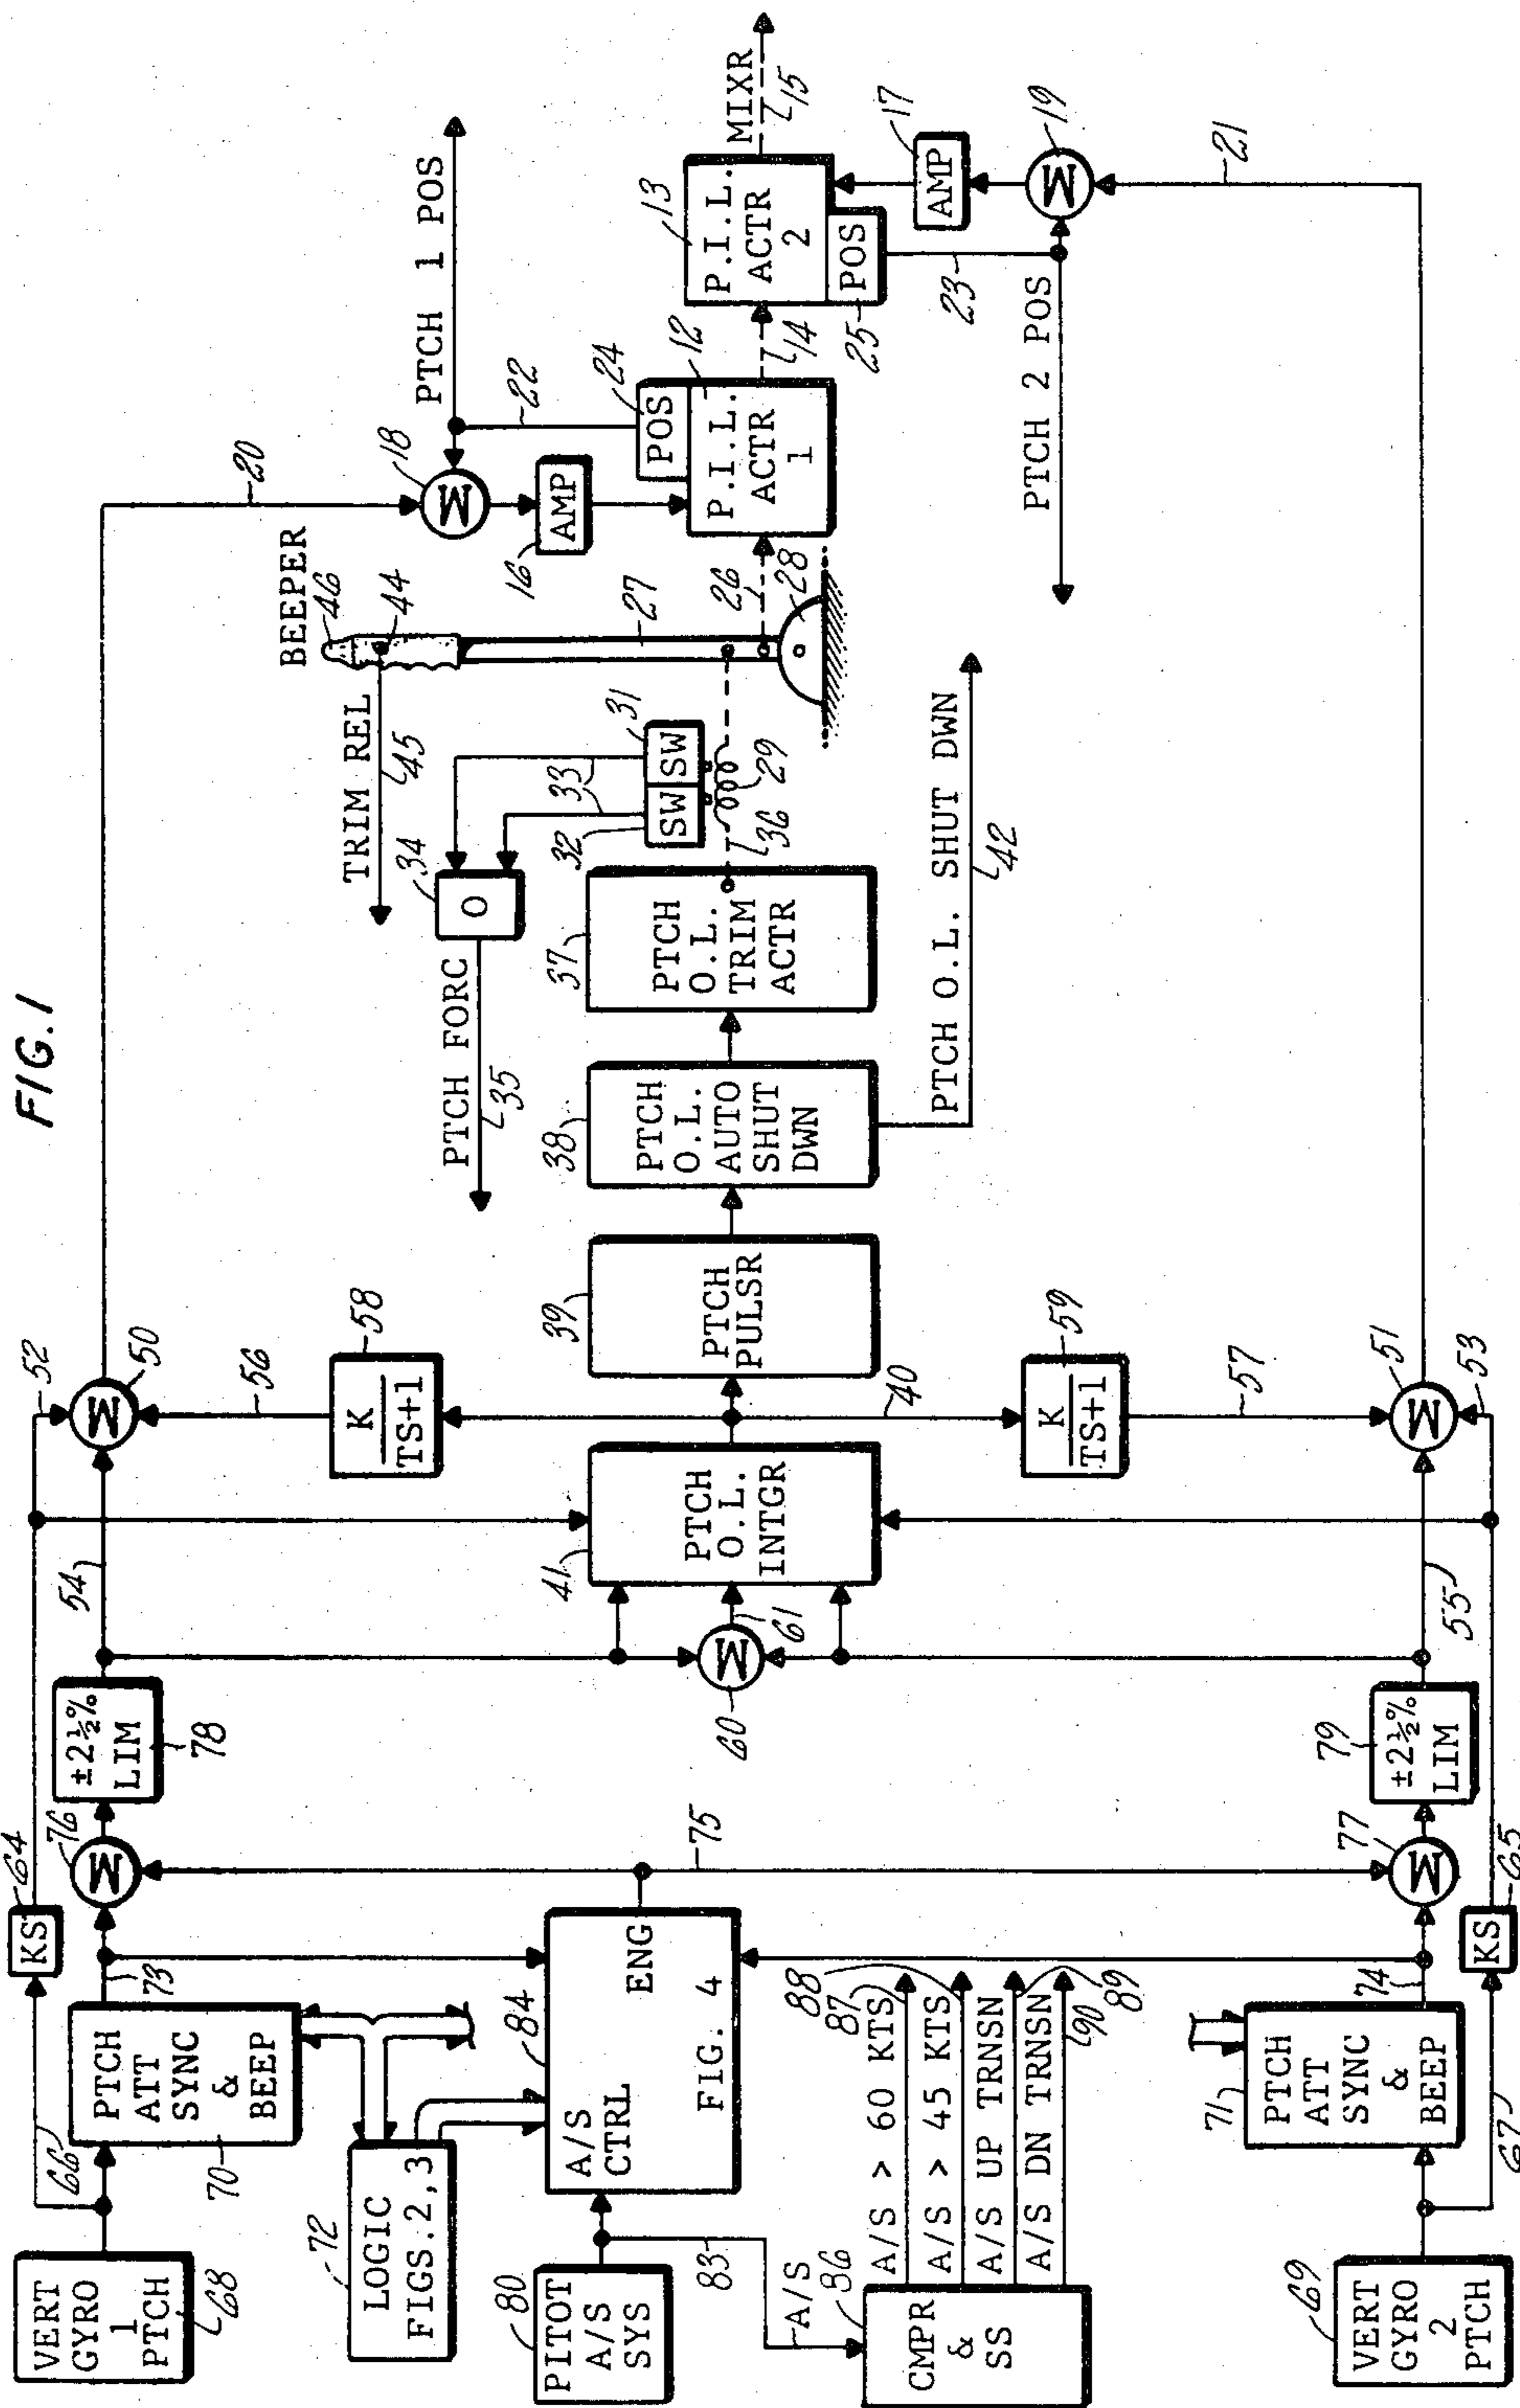 FIG. 1
VERT
GYRO
1
PTCH
68
66
KS
64
PTCH
ATT
SYNC
&
BEEP
70
73
76
±2½%
LIM
78
54
52
50
56
K
TS+1
58
20
LOGIC
FIGS. 2, 3
72
PITOT
A/S
SYS
80
83
A/S
A/S
CTRL
ENG
FIG. 4
84
75
CMPR
&
SS
86
A/S > 60 KTS
87
88
A/S > 45 KTS
A/S UP TRNSN
A/S DN TRNSN
89
90
60
61
PTCH
O.L.
INTGR
41
40
PTCH
PULSR
39
PTCH
O.L.
AUTO
SHUT
DWN
38
PTCH O.L. SHUT DWN
42
PTCH
O.L.
TRIM
ACTR
37
36
PTCH FORC
35
O
34
33
SW
SW
32
31
29
TRIM REL
45
BEEPER
46
44
27
26
28
18
AMP
16
POS
24
22
PTCH 1 POS
P.I.L.
ACTR
1
12
14
P.I.L.
ACTR
2
13
MIXR
15
POS
25
23
AMP
17
19
21
PTCH 2 POS
VERT
GYRO
2
PTCH
69
67
KS
65
PTCH
ATT
SYNC
&
BEEP
71
74
77
±2½%
LIM
79
55
53
51
57
K
TS+1
59